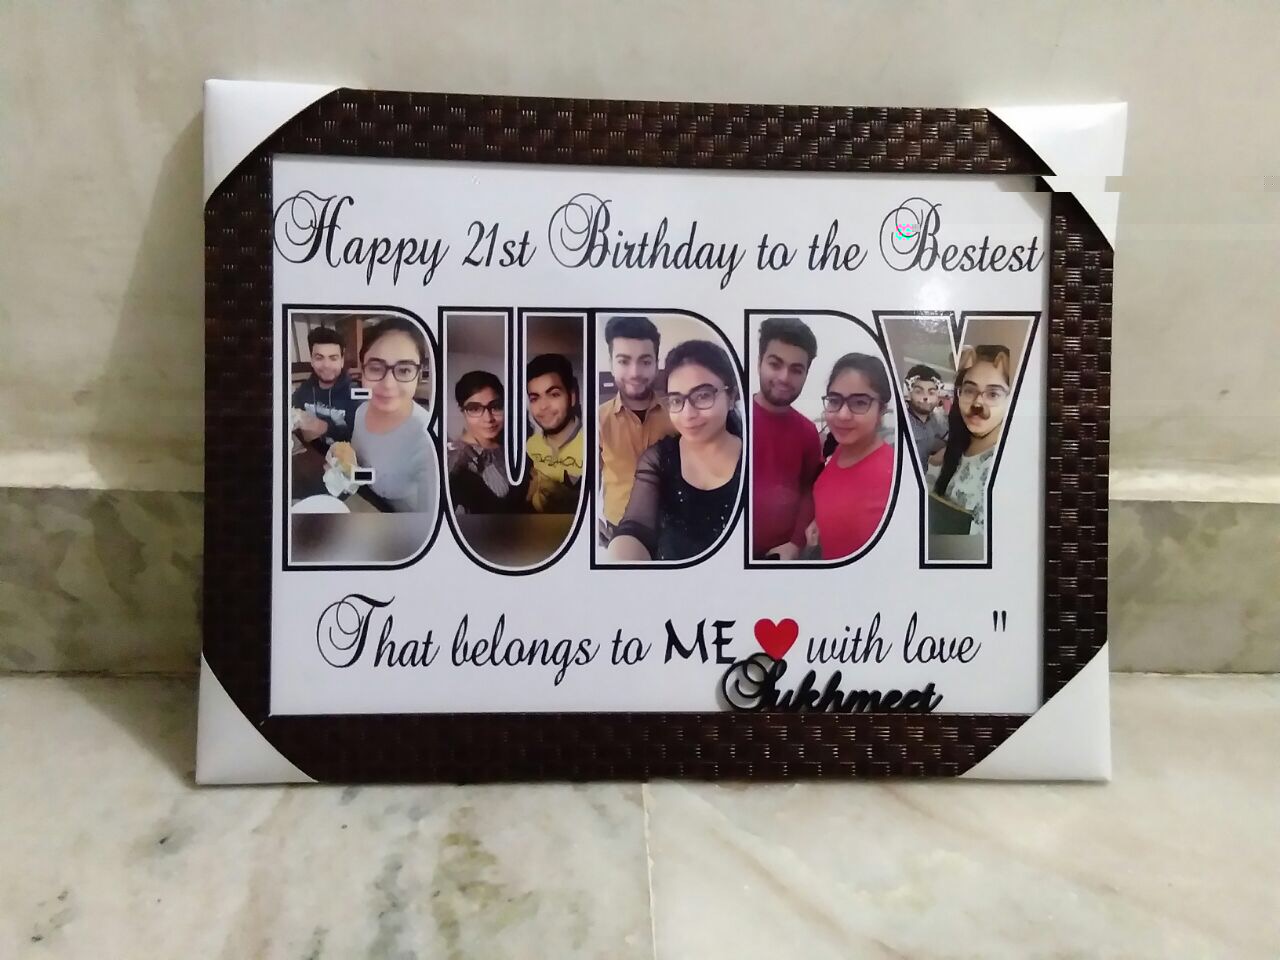 Happy 21st Birthday to the Bestest
BUDDY
That belongs to ME ❤ with love "
Sukhmeet